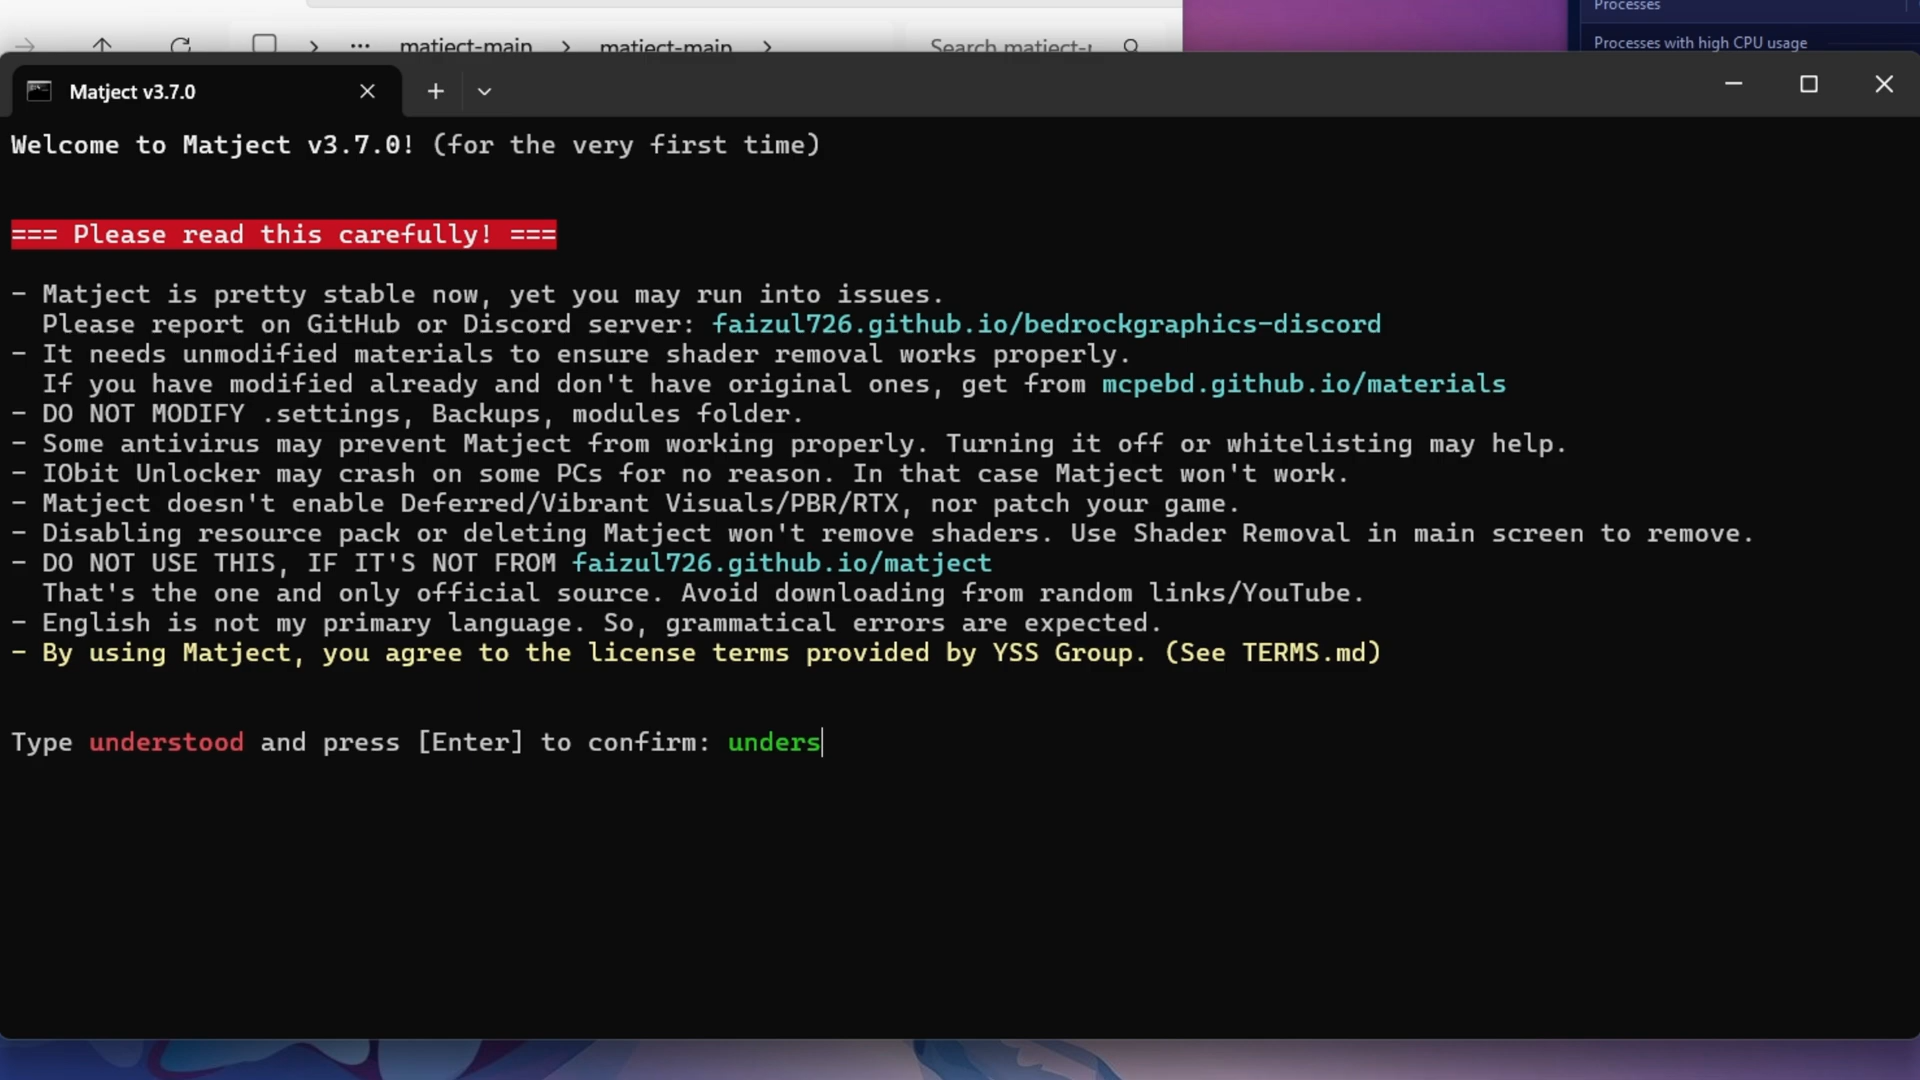 Processes
matject-main
matject-main
Search matject-
Processes with high CPU usage
Matject v3.7.0
Welcome to Matject v3.7.0! (for the very first time)
=== Please read this carefully! ===
- Matject is pretty stable now, yet you may run into issues.
Please report on GitHub or Discord server: faizul726.github.io/bedrockgraphics-discord
- It needs unmodified materials to ensure shader removal works properly.
If you have modified already and don't have original ones, get from mcpebd.github.io/materials
- DO NOT MODIFY .settings, Backups, modules folder.
- Some antivirus may prevent Matject from working properly. Turning it off or whitelisting may help.
- IObit Unlocker may crash on some PCs for no reason. In that case Matject won't work.
- Matject doesn't enable Deferred/Vibrant Visuals/PBR/RTX, nor patch your game.
- Disabling resource pack or deleting Matject won't remove shaders. Use Shader Removal in main screen to remove.
- DO NOT USE THIS, IF IT'S NOT FROM faizul726.github.io/matject
That's the one and only official source. Avoid downloading from random links/YouTube.
- English is not my primary language. So, grammatical errors are expected.
- By using Matject, you agree to the license terms provided by YSS Group. (See TERMS.md)
Type understood and press [Enter] to confirm: unders